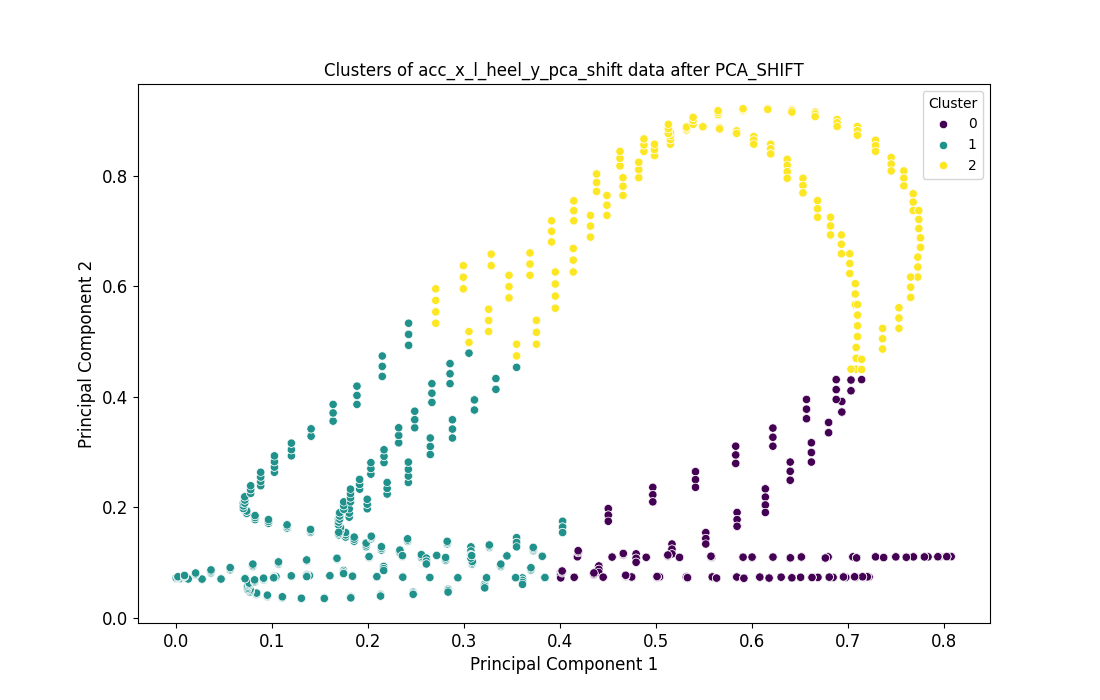 Clusters of acc_x_l_heel_y_pca_shift data after PCA_SHIFT
Cluster
0
1
2
Principal Component 2
0.8
0.6
0.4
0.2
0.0
0.0 0.1 0.2 0.3 0.4 0.5 0.6 0.7 0.8
Principal Component 1